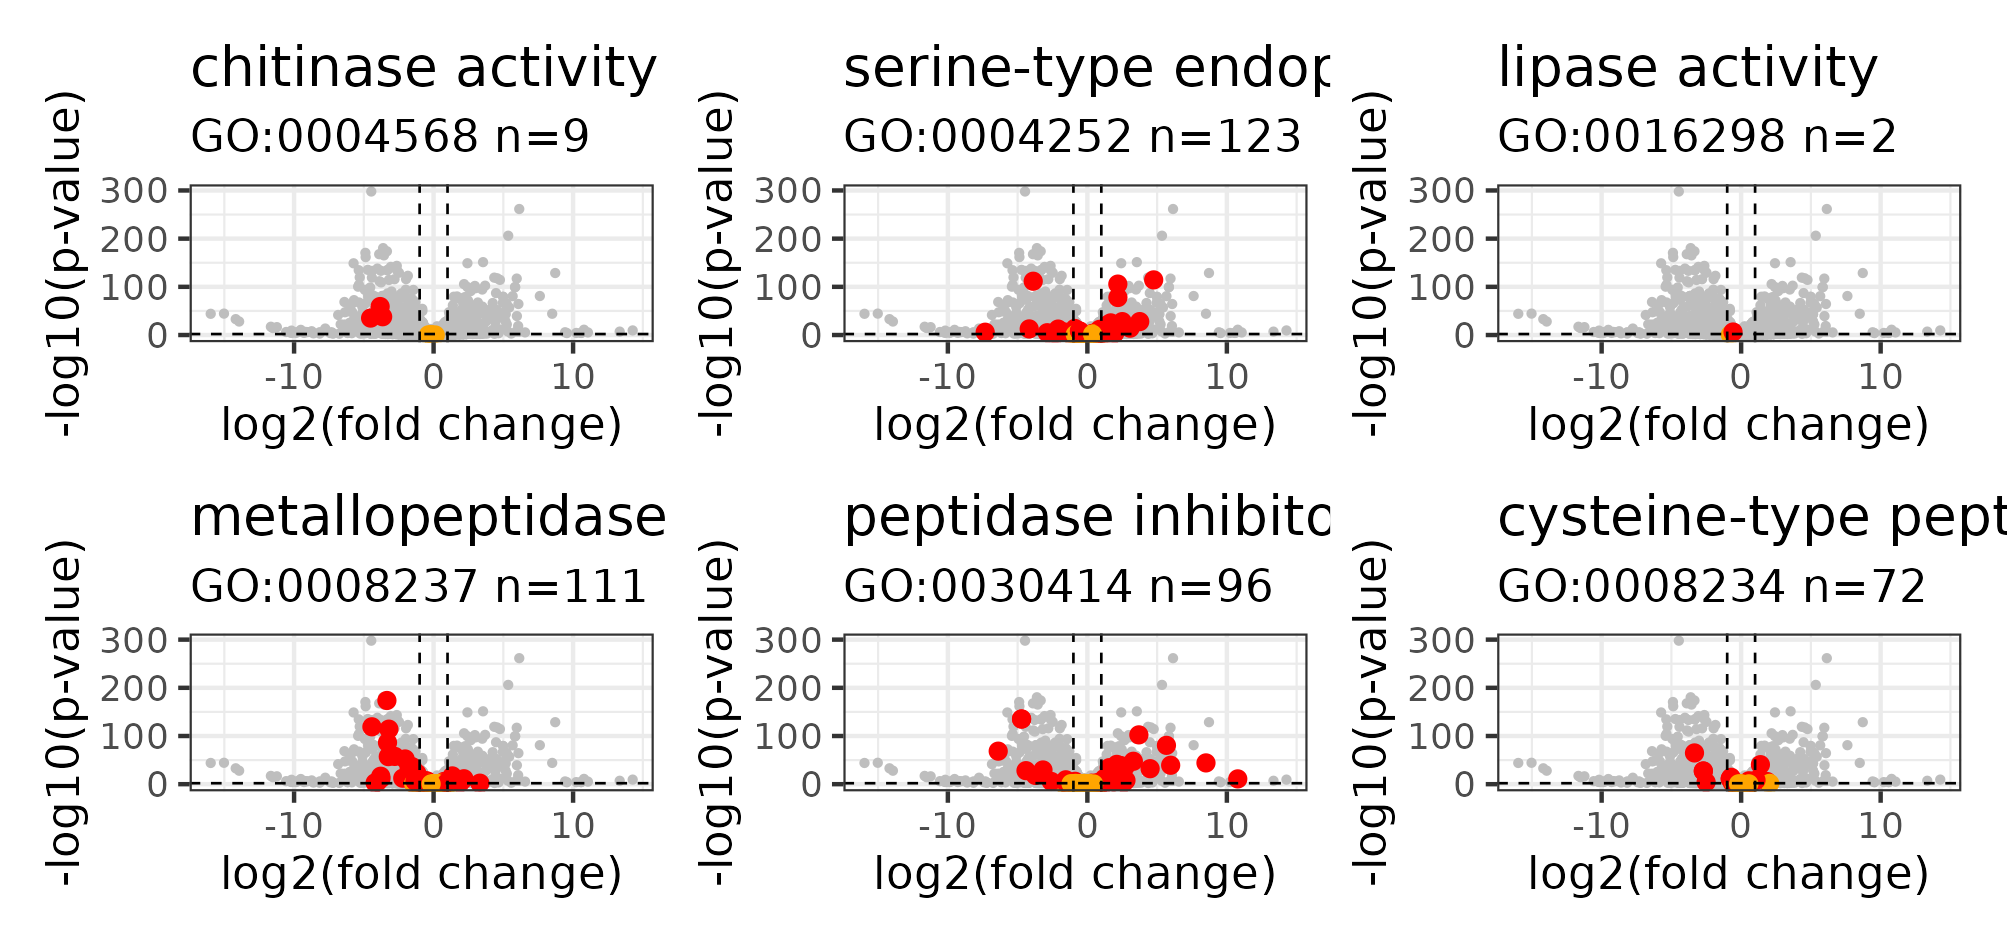 chitinase activity
GO:0004568 n=9
-log10(p-value)
300
200
100
0
-10 0 10
log2(fold change)
serine-type endop
GO:0004252 n=123
-log10(p-value)
300
200
100
0
-10 0 10
log2(fold change)
lipase activity
GO:0016298 n=2
-log10(p-value)
300
200
100
0
-10 0 10
log2(fold change)
metallopeptidase
GO:0008237 n=111
-log10(p-value)
300
200
100
0
-10 0 10
log2(fold change)
peptidase inhibito
GO:0030414 n=96
-log10(p-value)
300
200
100
0
-10 0 10
log2(fold change)
cysteine-type pept
GO:0008234 n=72
-log10(p-value)
300
200
100
0
-10 0 10
log2(fold change)